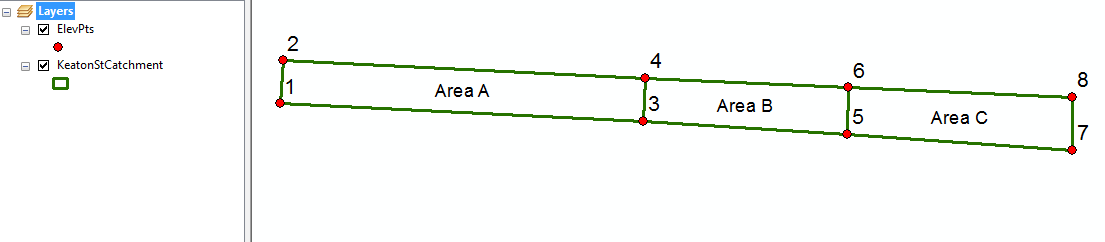 Layers
ElevPts
KeatonStCatchment
2
1
Area A
4
3
Area B
6
5
Area C
8
7